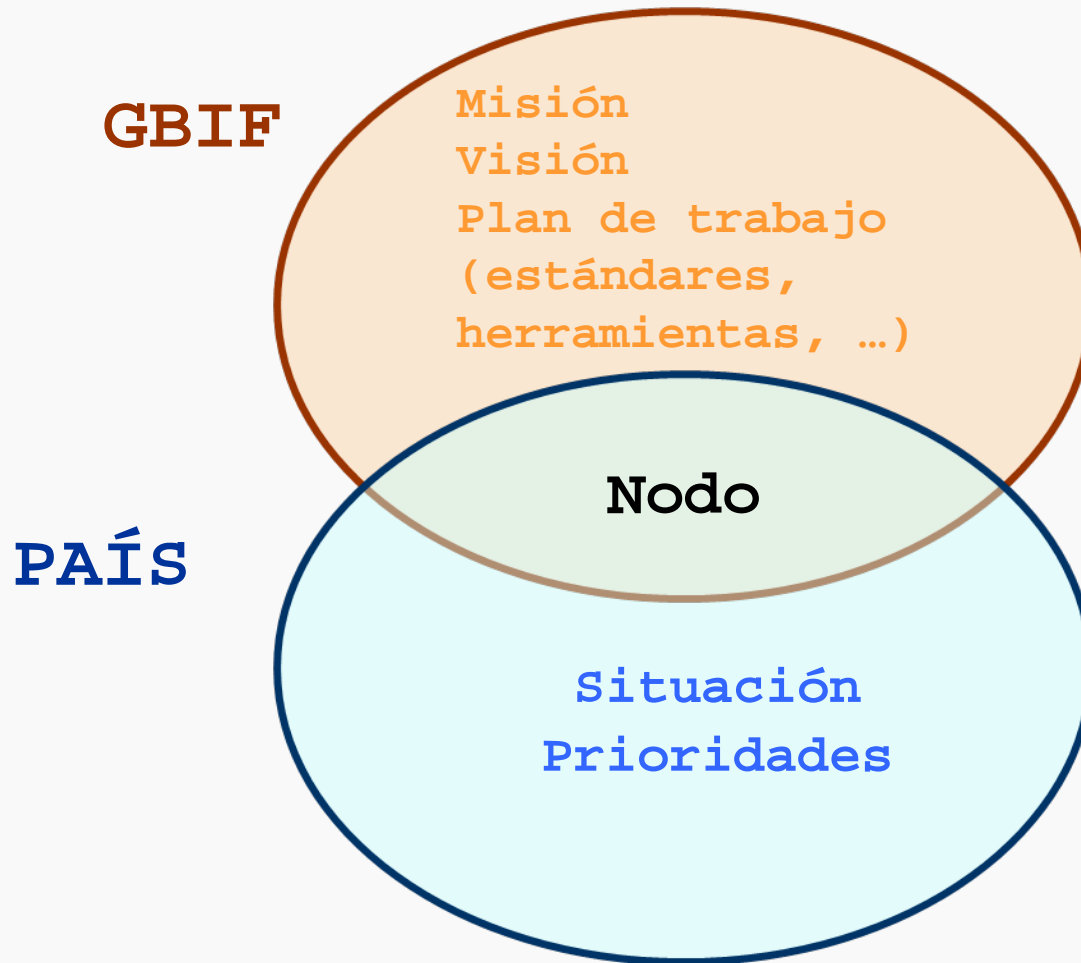 GBIF
Misión
Visión
Plan de trabajo
(estándares,
herramientas, …)
Nodo
PAÍS
Situación
Prioridades